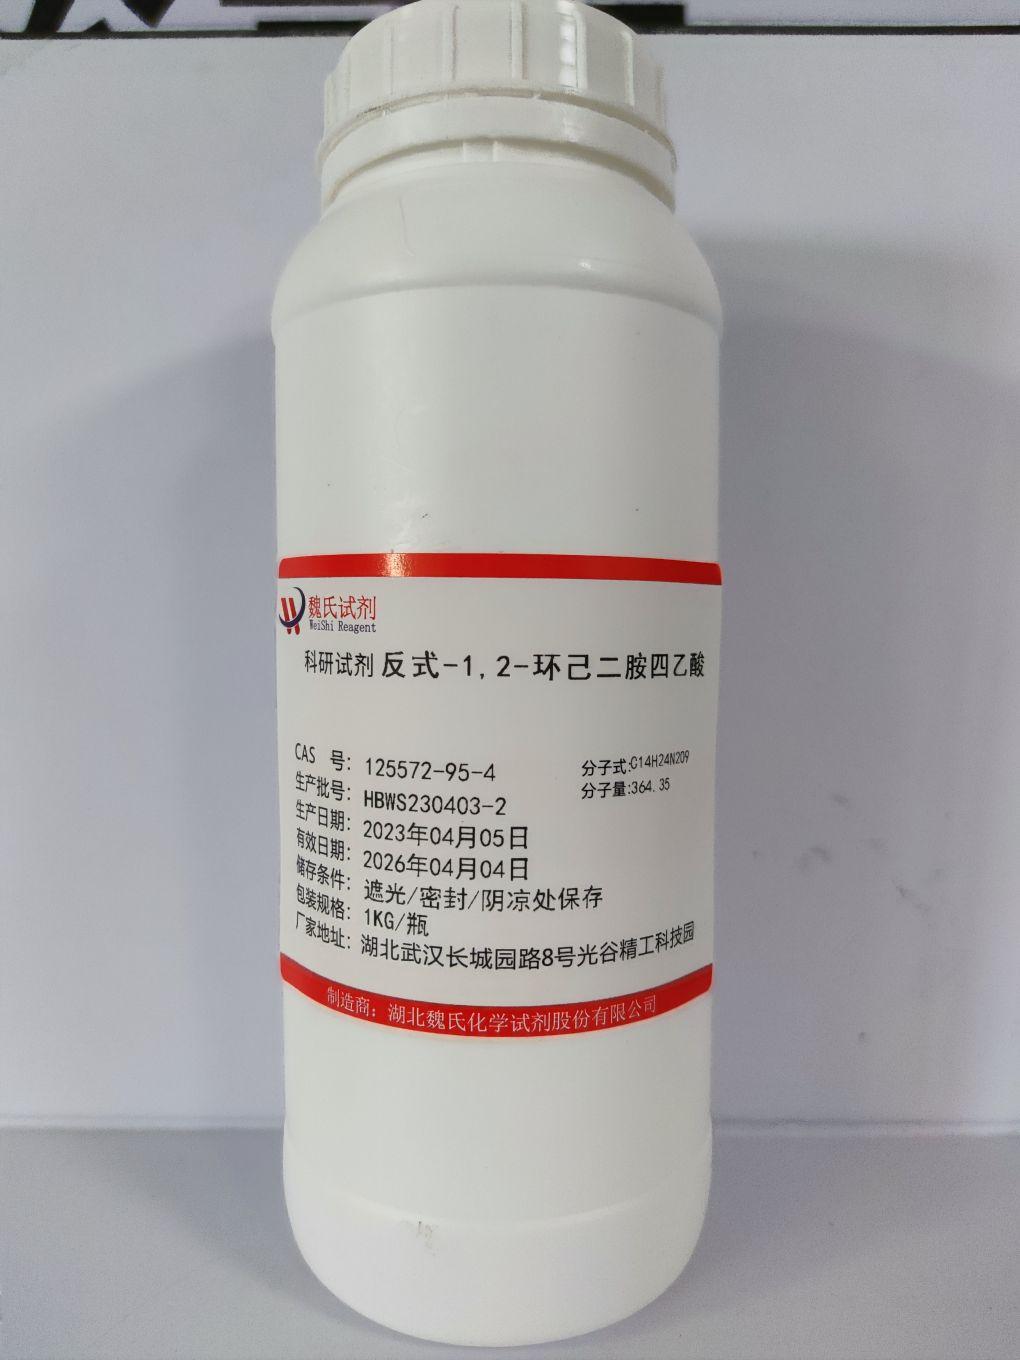 魏氏试剂
WeiShi Reagent
科研试剂 反式-1,2-环己二胺四乙酸
CAS 号: 125572-95-4
分子式:C14H24N2O9
生产批号: HBWS230403-2
分子量:364.35
生产日期: 2023年04月05日
有效日期: 2026年04月04日
储存条件: 遮光/密封/阴凉处保存
包装规格: 1KG/瓶
厂家地址: 湖北武汉长城园路8号光谷精工科技园
制造商: 湖北魏氏化学试剂股份有限公司